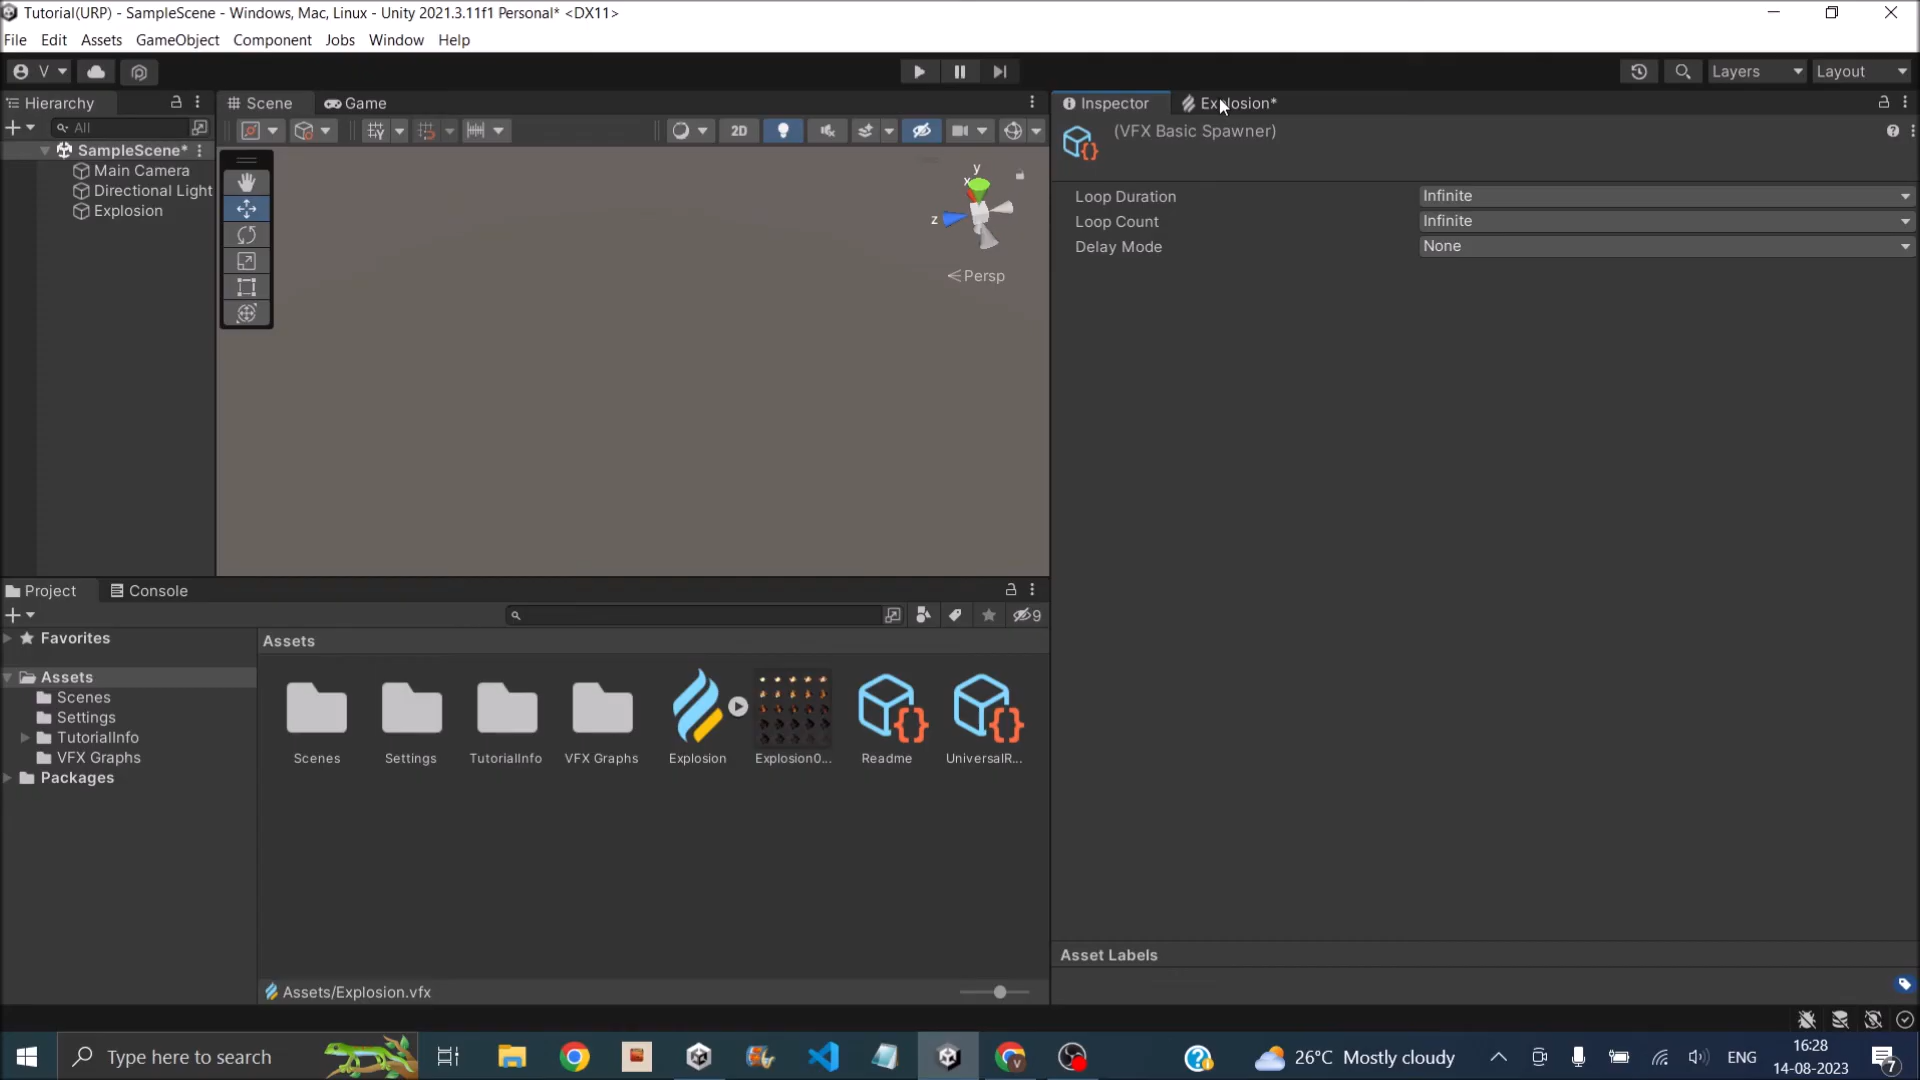 Tutorial(URP) - SampleScene - Windows, Mac, Linux - Unity 2021.3.11f1 Personal* <DX11>
File Edit Assets GameObject Component Jobs Window Help
V Layers Layout
Hierarchy Scene Game Inspector Explosion*
All 2D (VFX Basic Spawner)
SampleScene*
Main Camera
Directional Light
Explosion
y
x
z
Persp
Loop Duration Infinite
Loop Count Infinite
Delay Mode None
Project Console
9
Favorites
Assets
Assets
Scenes
Settings
TutorialInfo
VFX Graphs
Packages
Scenes Settings TutorialInfo VFX Graphs Explosion Explosion0... Readme UniversalR...
Assets/Explosion.vfx
Asset Labels
Type here to search 26°C Mostly cloudy ENG 16:28
14-08-2023 7